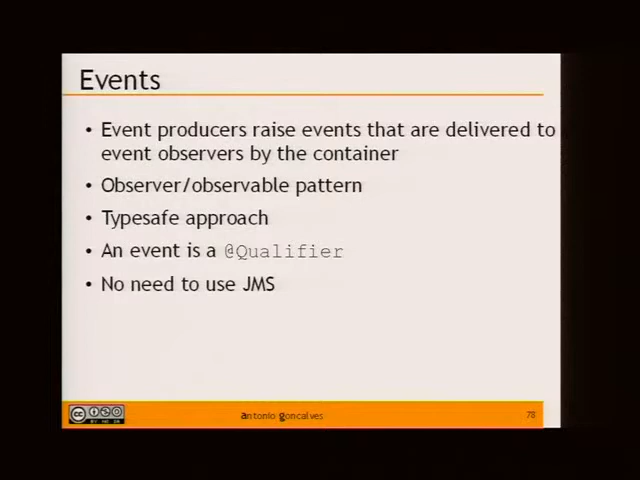 Events
• Event producers raise events that are delivered to
event observers by the container
• Observer/observable pattern
• Typesafe approach
• An event is a @Qualifier
• No need to use JMS
antonio goncalves
78